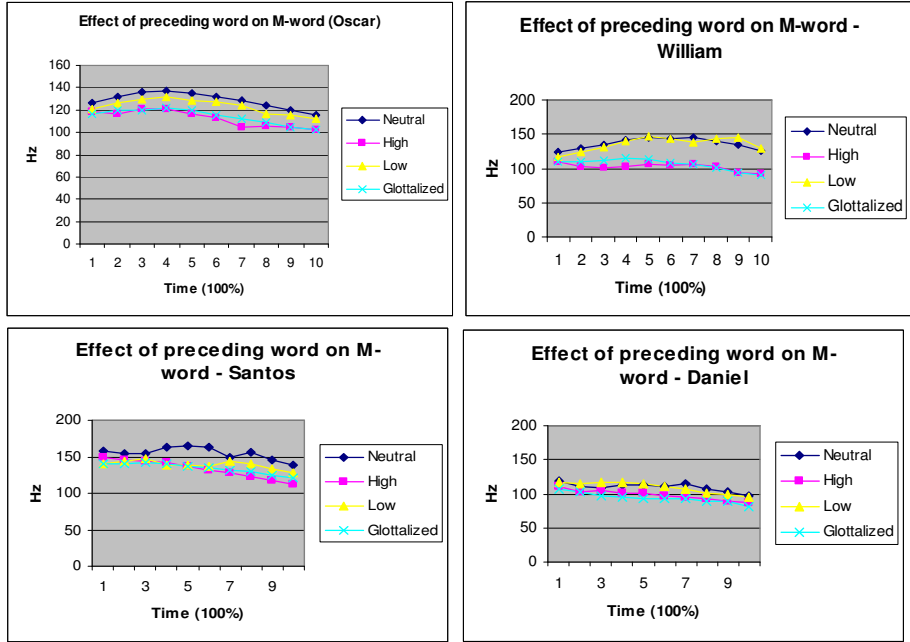 Effect of preceding word on M-word (Oscar)
160
140
120
100
80
60
40
20
0
Hz
1 2 3 4 5 6 7 8 9 10
Time (100%)
Neutral
High
Low
Glottalized
Effect of preceding word on M-word -
William
200
150
100
50
0
Hz
1 2 3 4 5 6 7 8 9 10
Time (100%)
Neutral
High
Low
Glottalized
Effect of preceding word on M-
word - Santos
200
150
100
50
0
Hz
1 3 5 7 9
Time (100%)
Neutral
High
Low
Glottalized
Effect of preceding word on M-
word - Daniel
200
150
100
50
0
Hz
1 3 5 7 9
Time (100%)
Neutral
High
Low
Glottalized